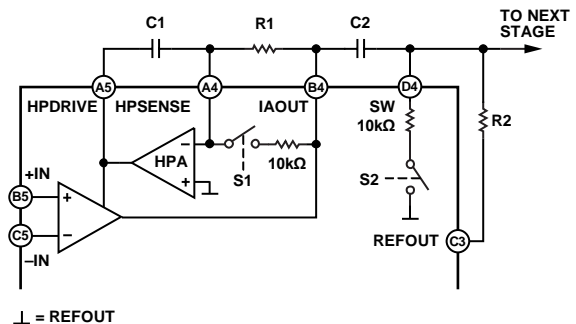 C1
R1
C2
TO NEXT
STAGE
A5
A4
B4
D4
HPDRIVE
HPSENSE
IAOUT
SW
10kΩ
R2
HPA
−
+
S1
10kΩ
S2
+IN
B5
+
C5
−
−IN
REFOUT
C3
= REFOUT